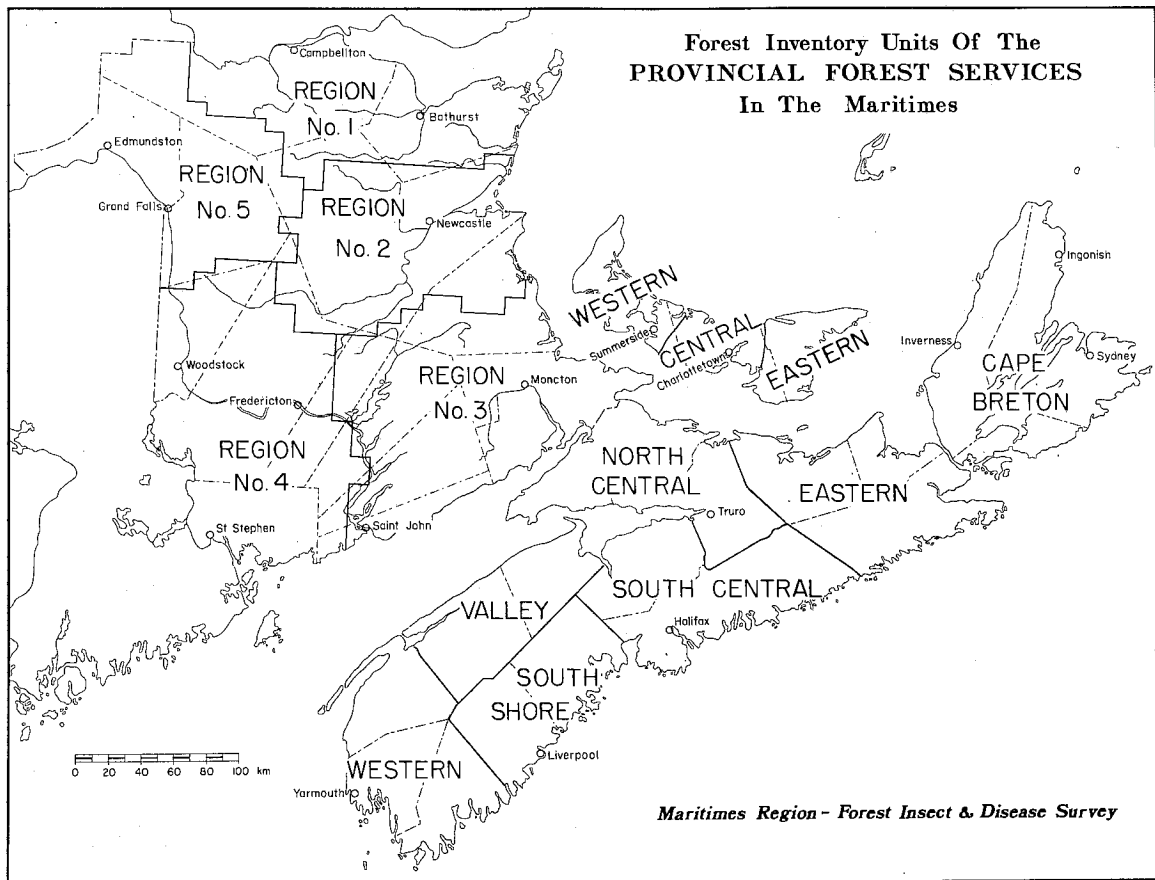 Forest Inventory Units Of The
PROVINCIAL FOREST SERVICES
In The Maritimes
Campbellton
REGION
No. 1
Bathurst
Edmundston
REGION
No. 5
Grand Falls
REGION
No. 2
Newcastle
Ingonish
WESTERN
Summerside
CENTRAL
Charlottetown
EASTERN
Inverness
CAPE
BRETON
Sydney
Woodstock
REGION
No. 3
Moncton
Fredericton
REGION
No. 4
NORTH
CENTRAL
EASTERN
Truro
St Stephen
Saint John
SOUTH CENTRAL
VALLEY
Halifax
SOUTH
SHORE
Liverpool
WESTERN
Yarmouth
0 20 40 60 80 100 km
Maritimes Region - Forest Insect & Disease Survey